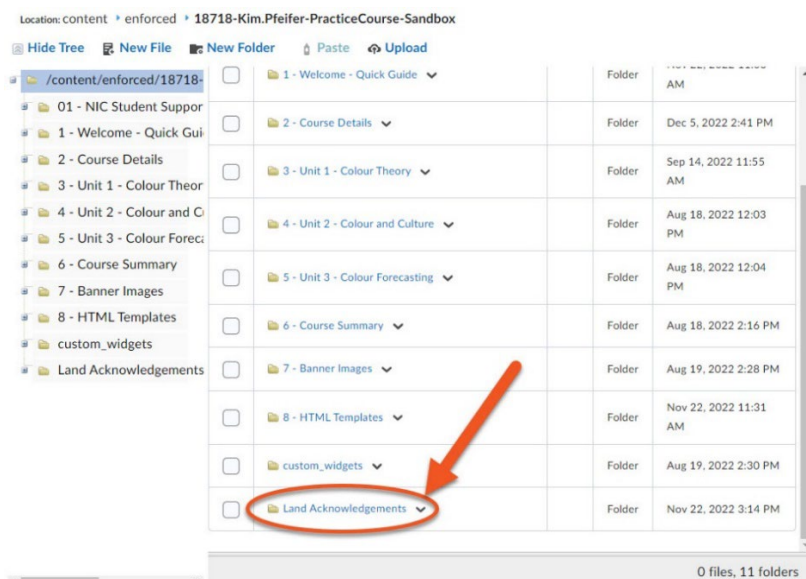 Location: content enforced 18718-Kim.Pfeifer-PracticeCourse-Sandbox
Hide Tree New File New Folder Paste Upload
/content/enforced/18718-
01 - NIC Student Suppor
1 - Welcome - Quick Gui
2 - Course Details
3 - Unit 1 - Colour Theor
4 - Unit 2 - Colour and C
5 - Unit 3 - Colour Foreca
6 - Course Summary
7 - Banner Images
8 - HTML Templates
custom_widgets
Land Acknowledgements
1 - Welcome - Quick Guide Folder
AM
2 - Course Details Folder Dec 5, 2022 2:41 PM
3 - Unit 1 - Colour Theory Folder Sep 14, 2022 11:55
AM
4 - Unit 2 - Colour and Culture Folder Aug 18, 2022 12:03
PM
5 - Unit 3 - Colour Forecasting Folder Aug 18, 2022 12:04
PM
6 - Course Summary Folder Aug 18, 2022 2:16 PM
7 - Banner Images Folder Aug 19, 2022 2:28 PM
8 - HTML Templates Folder Nov 22, 2022 11:31
AM
custom_widgets Folder Aug 19, 2022 2:30 PM
Land Acknowledgements Folder Nov 22, 2022 3:14 PM
0 files, 11 folders